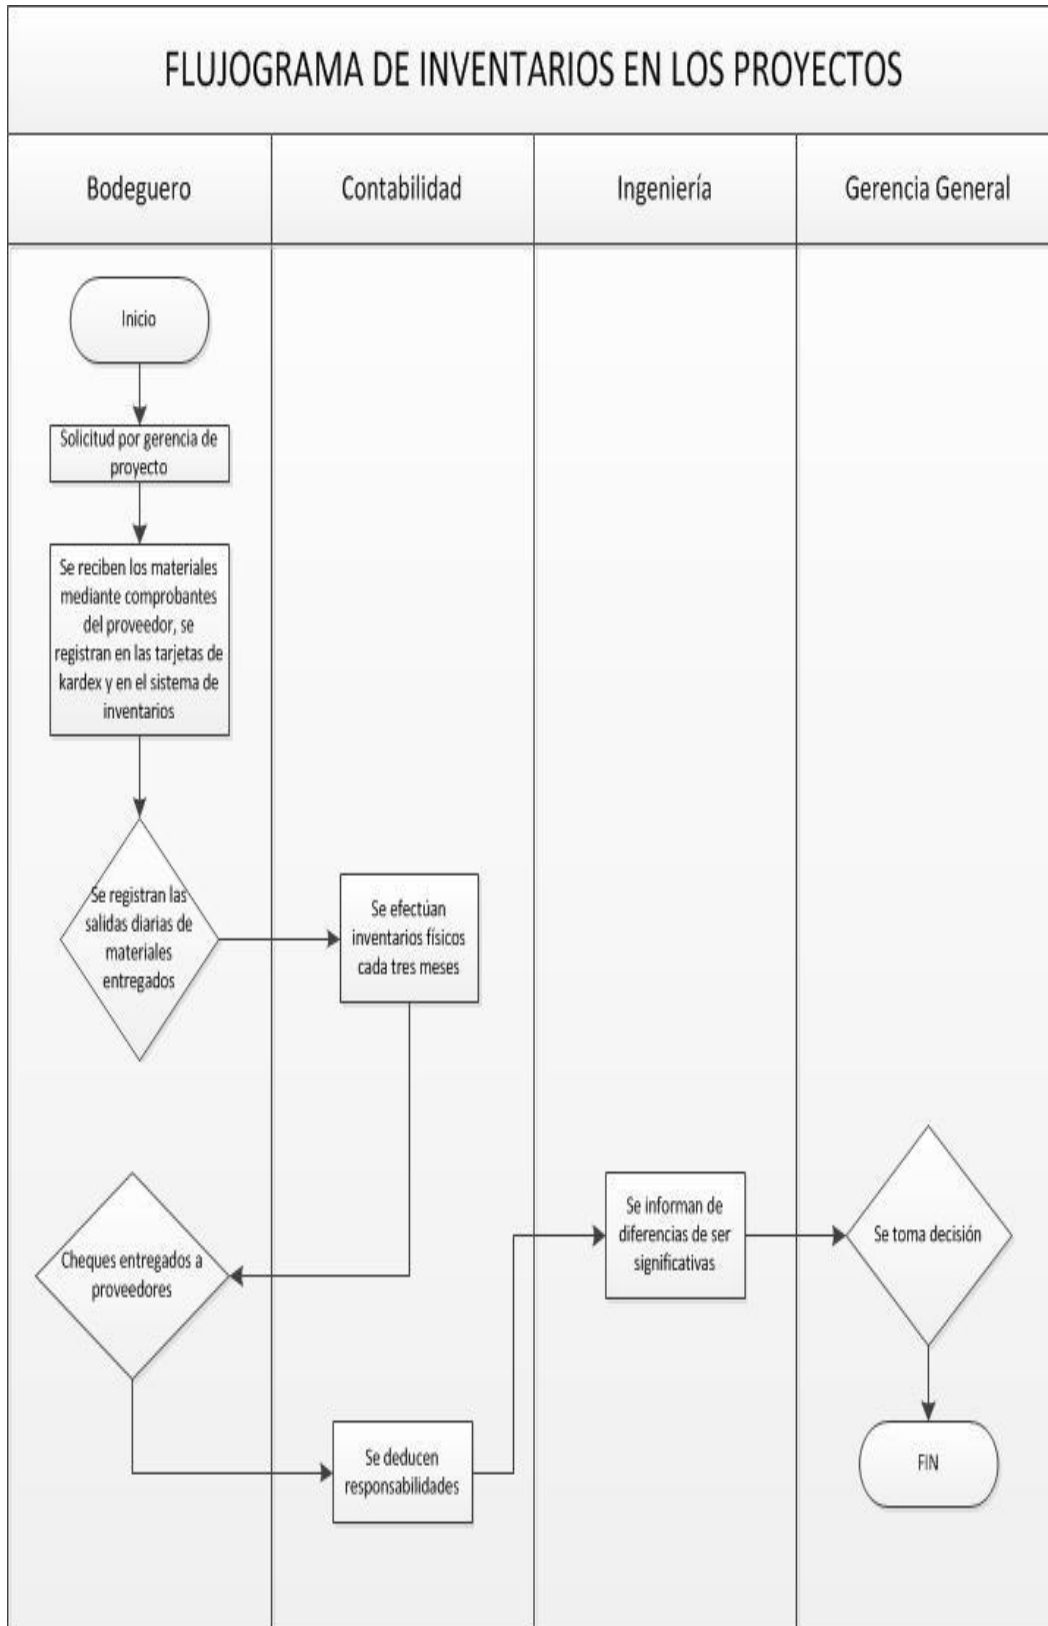 FLUJOGRAMA DE INVENTARIOS EN LOS PROYECTOS
Bodeguero
Contabilidad
Ingeniería
Gerencia General
Inicio
Solicitud por gerencia de
proyecto
Se reciben los materiales
mediante comprobantes
del proveedor, se
registran en las tarjetas de
kardex y en el sistema de
inventarios
Se registran las
salidas diarias de
materiales
entregados
Se efectúan
inventarios físicos
cada tres meses
Cheques entregados a
proveedores
Se deducen
responsabilidades
Se informan de
diferencias de ser
significativas
Se toma decisión
FIN